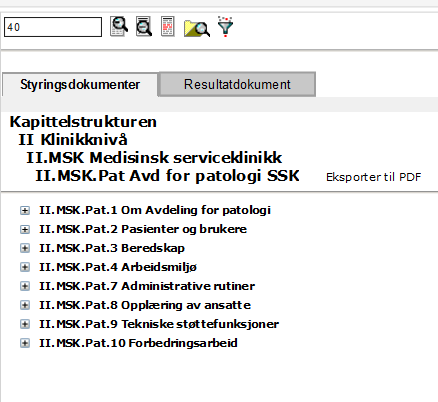 40
Styringsdokumenter Resultatdokument
Kapittelstrukturen
II Klinikknivå
II.MSK Medisinsk serviceklinikk
II.MSK.Pat Avd for patologi SSK Eksporter til PDF
II.MSK.Pat.1 Om Avdeling for patologi
II.MSK.Pat.2 Pasienter og brukere
II.MSK.Pat.3 Beredskap
II.MSK.Pat.4 Arbeidsmiljø
II.MSK.Pat.7 Administrative rutiner
II.MSK.Pat.8 Opplæring av ansatte
II.MSK.Pat.9 Tekniske støttefunksjoner
II.MSK.Pat.10 Forbedringsarbeid